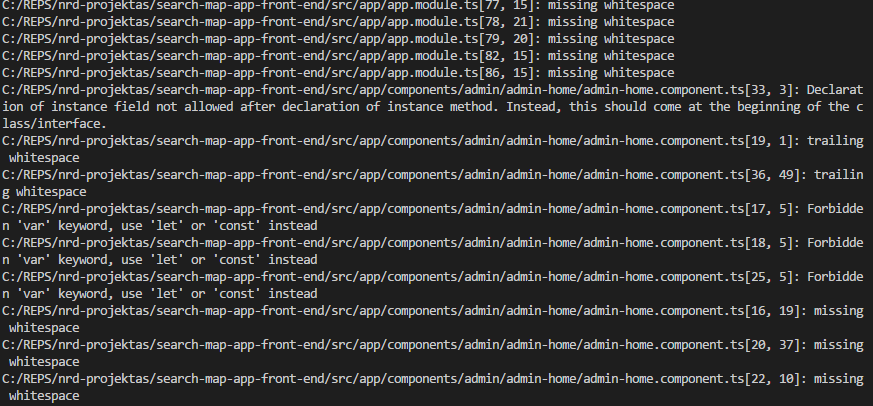 C:/REPS/nrd-projektas/search-map-app-front-end/src/app/app.module.ts[77, 15]: missing whitespace
C:/REPS/nrd-projektas/search-map-app-front-end/src/app/app.module.ts[78, 21]: missing whitespace
C:/REPS/nrd-projektas/search-map-app-front-end/src/app/app.module.ts[79, 20]: missing whitespace
C:/REPS/nrd-projektas/search-map-app-front-end/src/app/app.module.ts[82, 15]: missing whitespace
C:/REPS/nrd-projektas/search-map-app-front-end/src/app/app.module.ts[86, 15]: missing whitespace
C:/REPS/nrd-projektas/search-map-app-front-end/src/app/components/admin/admin-home/admin-home.component.ts[33, 3]: Declarat
ion of instance field not allowed after declaration of instance method. Instead, this should come at the beginning of the c
lass/interface.
C:/REPS/nrd-projektas/search-map-app-front-end/src/app/components/admin/admin-home/admin-home.component.ts[19, 1]: trailing
 whitespace
C:/REPS/nrd-projektas/search-map-app-front-end/src/app/components/admin/admin-home/admin-home.component.ts[36, 49]: trailin
g whitespace
C:/REPS/nrd-projektas/search-map-app-front-end/src/app/components/admin/admin-home/admin-home.component.ts[17, 5]: Forbidde
n 'var' keyword, use 'let' or 'const' instead
C:/REPS/nrd-projektas/search-map-app-front-end/src/app/components/admin/admin-home/admin-home.component.ts[18, 5]: Forbidde
n 'var' keyword, use 'let' or 'const' instead
C:/REPS/nrd-projektas/search-map-app-front-end/src/app/components/admin/admin-home/admin-home.component.ts[25, 5]: Forbidde
n 'var' keyword, use 'let' or 'const' instead
C:/REPS/nrd-projektas/search-map-app-front-end/src/app/components/admin/admin-home/admin-home.component.ts[16, 19]: missing
 whitespace
C:/REPS/nrd-projektas/search-map-app-front-end/src/app/components/admin/admin-home/admin-home.component.ts[20, 37]: missing
 whitespace
C:/REPS/nrd-projektas/search-map-app-front-end/src/app/components/admin/admin-home/admin-home.component.ts[22, 10]: missing
 whitespace